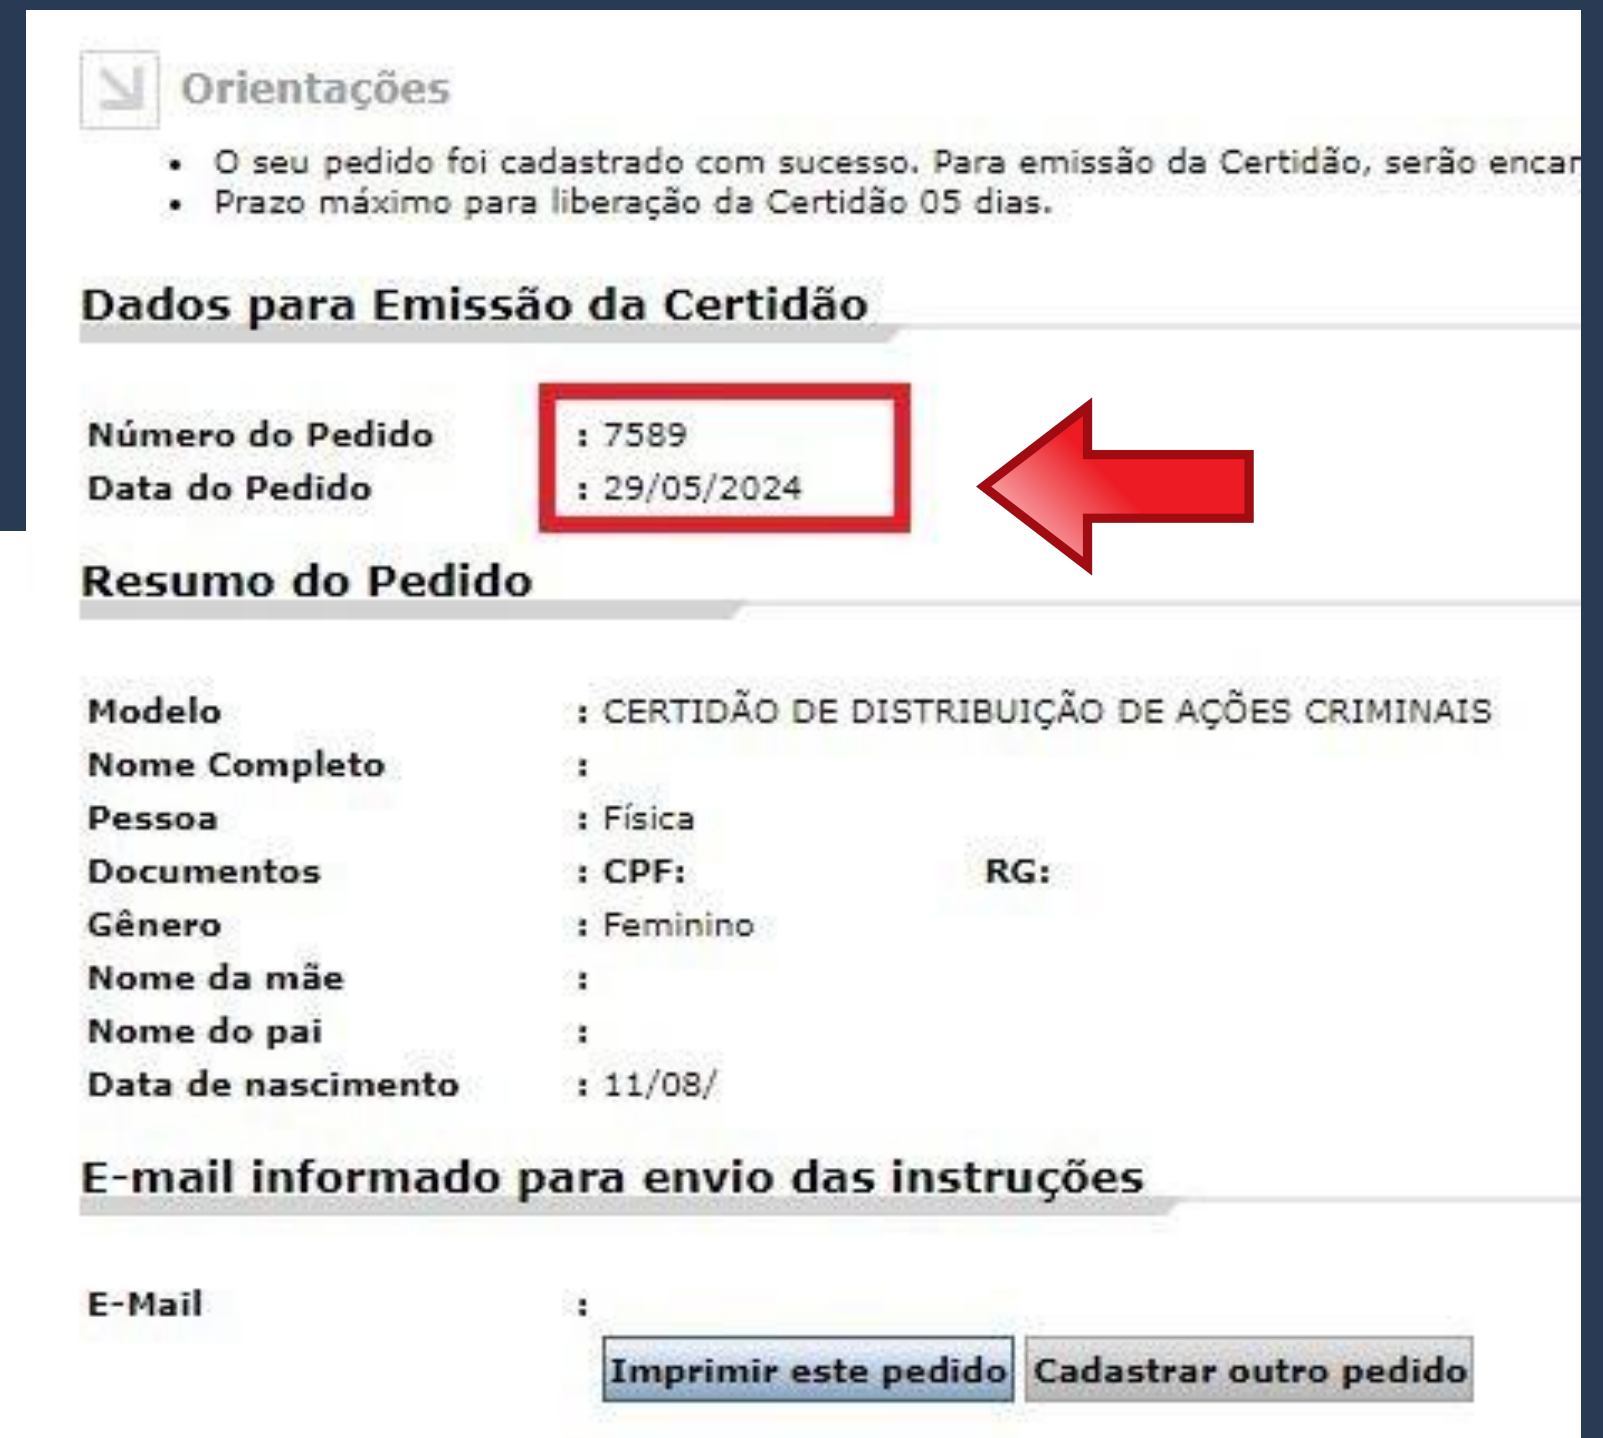 Orientações
• O seu pedido foi cadastrado com sucesso. Para emissão da Certidão, serão
• Prazo máximo para liberação da Certidão 05 dias.
Dados para Emissão da Certidão
Número do Pedido : 7589
Data do Pedido : 29/05/2024
Resumo do Pedido
Modelo : CERTIDÃO DE DISTRIBUIÇÃO DE AÇÕES CRIMINAIS
Nome Completo :
Pessoa : Física
Documentos : CPF: RG:
Gênero : Feminino
Nome da mãe :
Nome do pai :
Data de nascimento : 11/08/
E-mail informado para envio das instruções
E-Mail :
Imprimir este pedido Cadastrar outro pedido